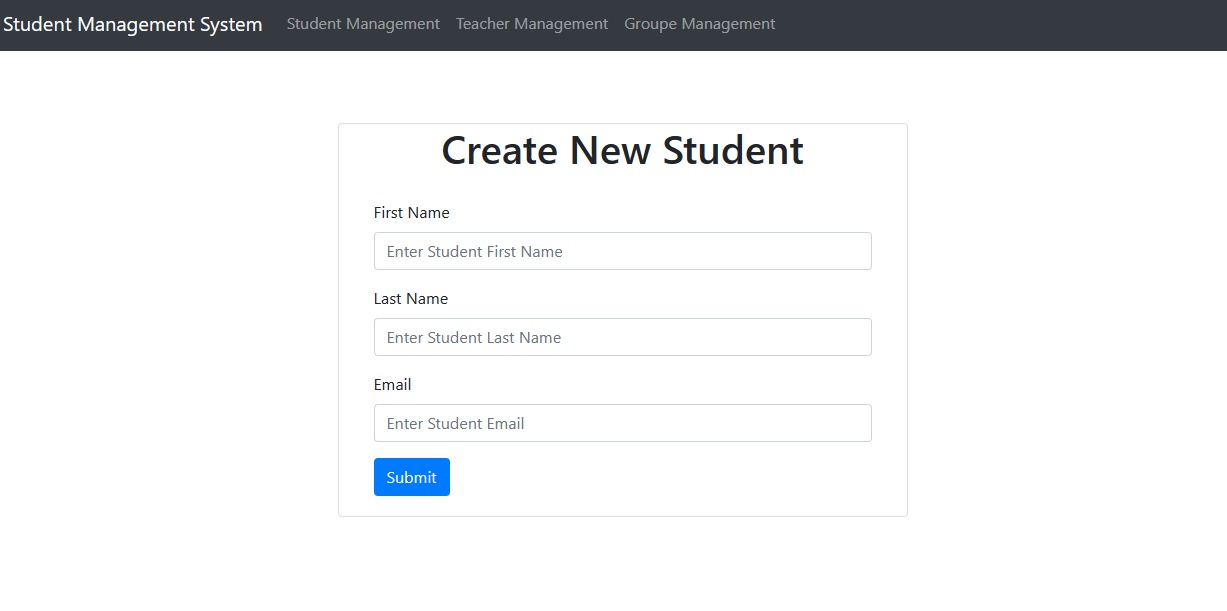 Student Management System Student Management Teacher Management Groupe Management
Create New Student
First Name
Enter Student First Name
Last Name
Enter Student Last Name
Email
Enter Student Email
Submit